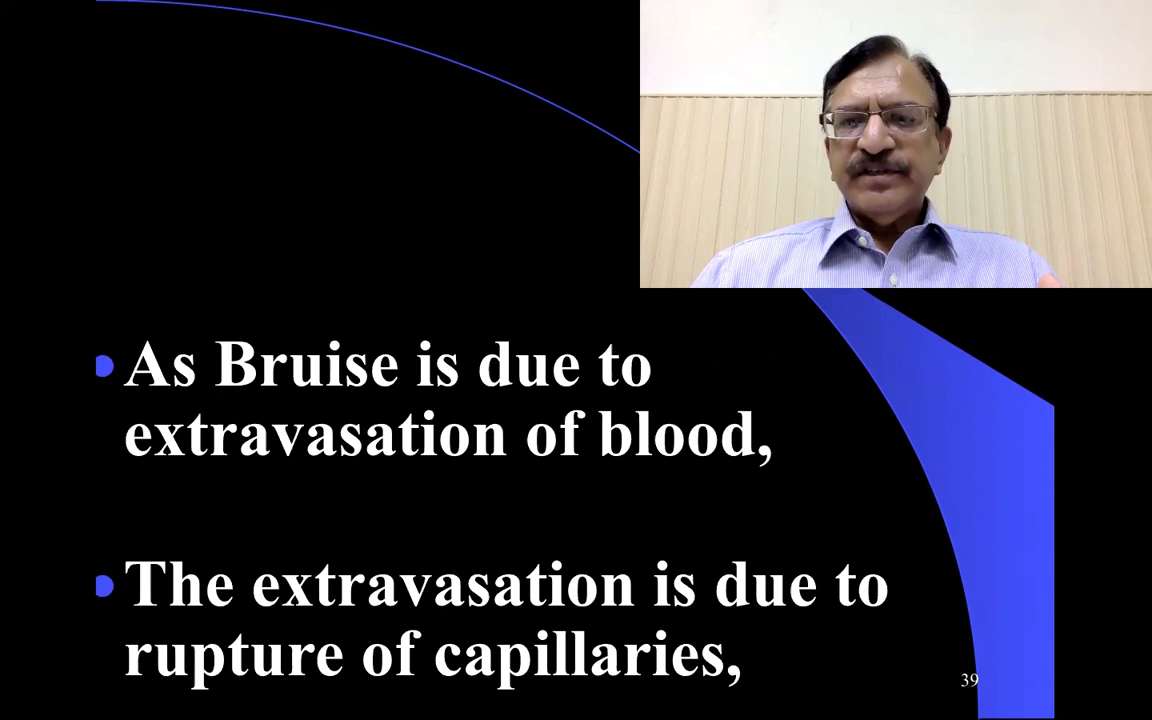 As Bruise is due to
extravasation of blood,
The extravasation is due to
rupture of capillaries,
39